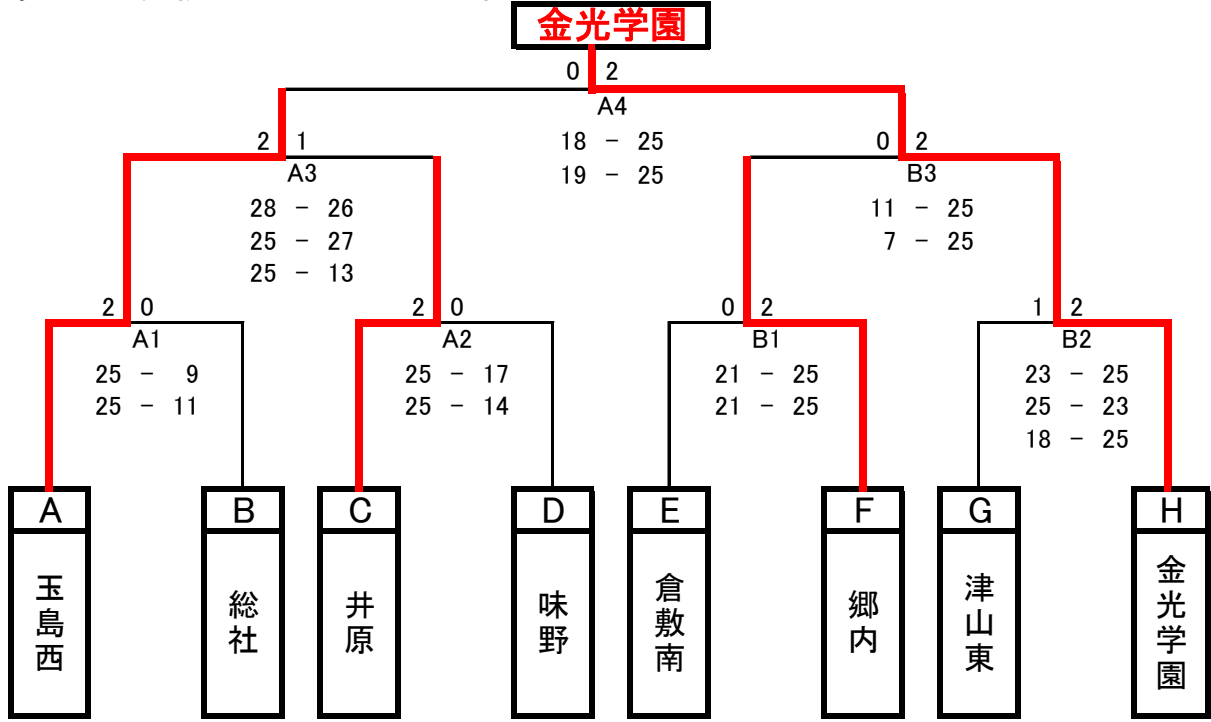 金光学園
0 2
A4
18 - 25
19 - 25
2 1
A3
28 - 26
25 - 27
25 - 13
0 2
B3
11 - 25
7 - 25
2 0
A1
25 - 9
25 - 11
2 0
A2
25 - 17
25 - 14
0 2
B1
21 - 25
21 - 25
1 2
B2
23 - 25
25 - 23
18 - 25
A
玉島西
B
総社
C
井原
D
味野
E
倉敷南
F
郷内
G
津山東
H
金光学園